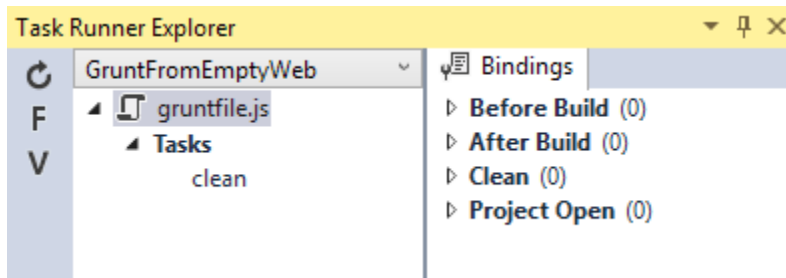 Task Runner Explorer
GruntFromEmptyWeb
F
V
gruntfile.js
Tasks
clean
Bindings
Before Build (0)
After Build (0)
Clean (0)
Project Open (0)